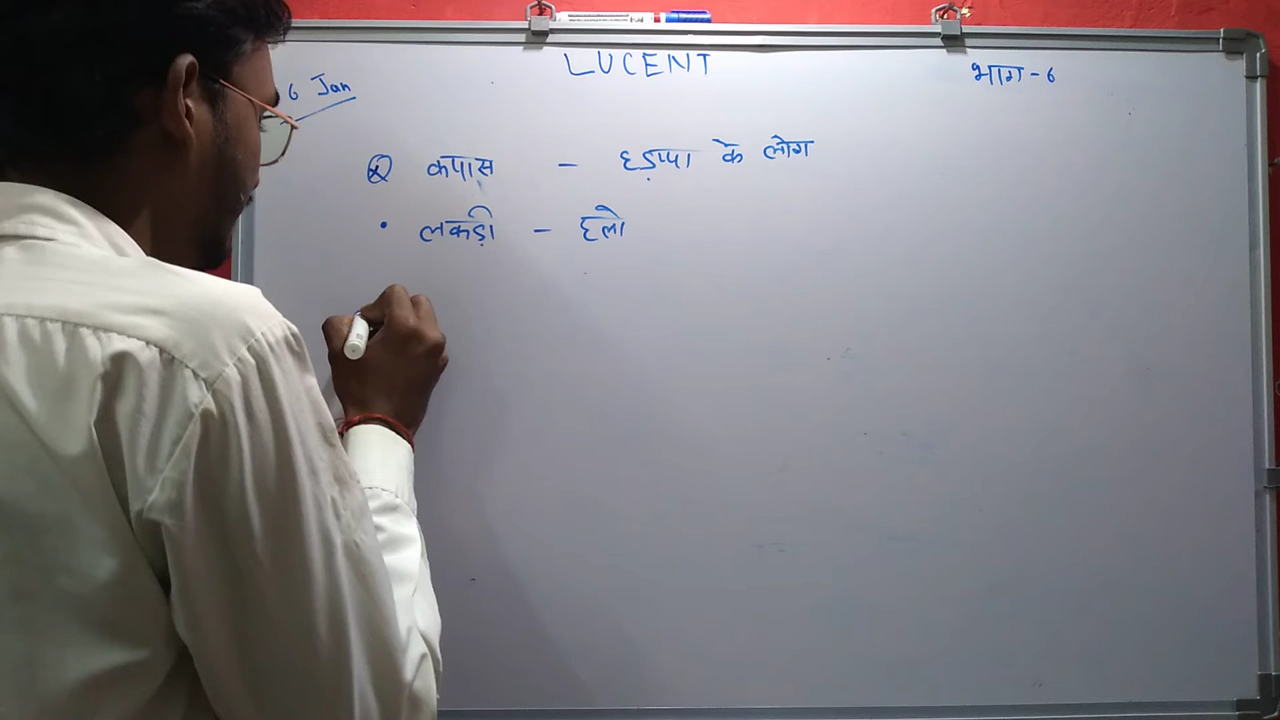 LUCENT
भाग - 6
6 Jan
कपास - हड़प्पा के लोग
• लकड़ी - हलो